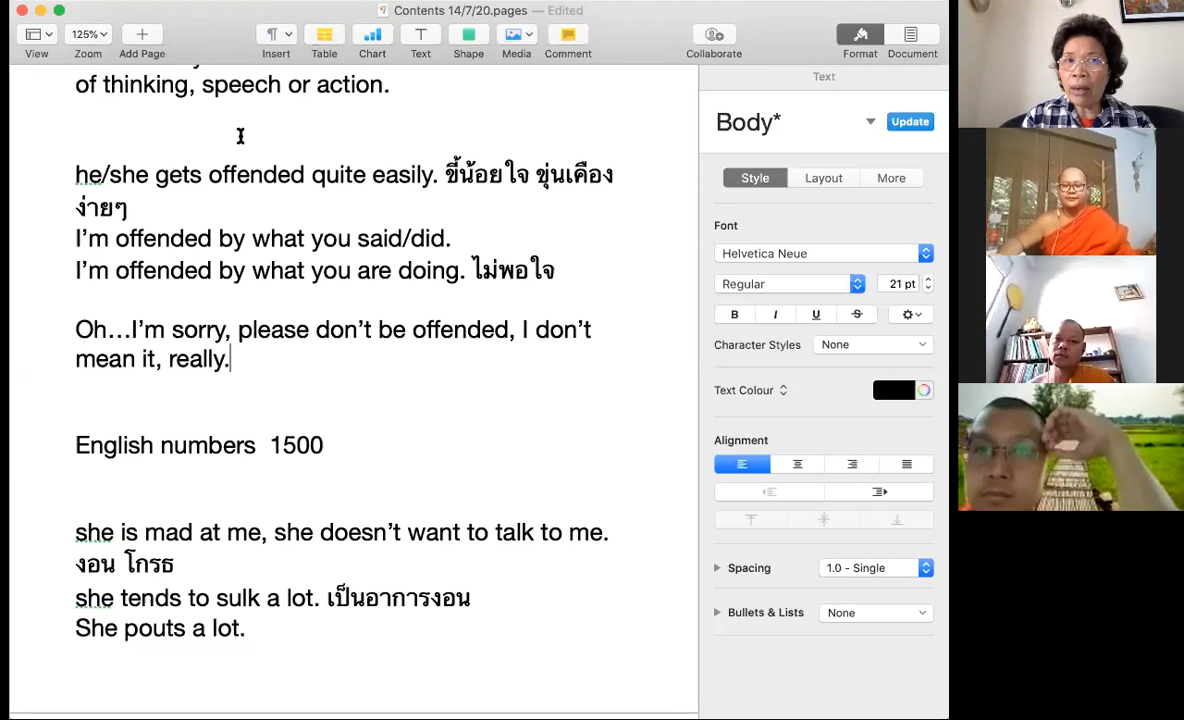 Contents 14/7/20.pages — Edited
125%
View
Zoom
Add Page
Insert
Table
Chart
Text
Shape
Media
Comment
Collaborate
Format
Document
of thinking, speech or action.
he/she gets offended quite easily. ขี้น้อยใจ ขุ่นเคือง
ง่ายๆ
I’m offended by what you said/did.
I’m offended by what you are doing. ไม่พอใจ
Oh…I’m sorry, please don’t be offended, I don’t
mean it, really.
English numbers 1500
she is mad at me, she doesn’t want to talk to me.
งอน โกรธ
she tends to sulk a lot. เป็นอาการงอน
She pouts a lot.
Text
Body*
Update
Style
Layout
More
Font
Helvetica Neue
Regular
21 pt
B I U S
Character Styles
None
Text Colour
Alignment
Spacing
1.0 - Single
Bullets & Lists
None